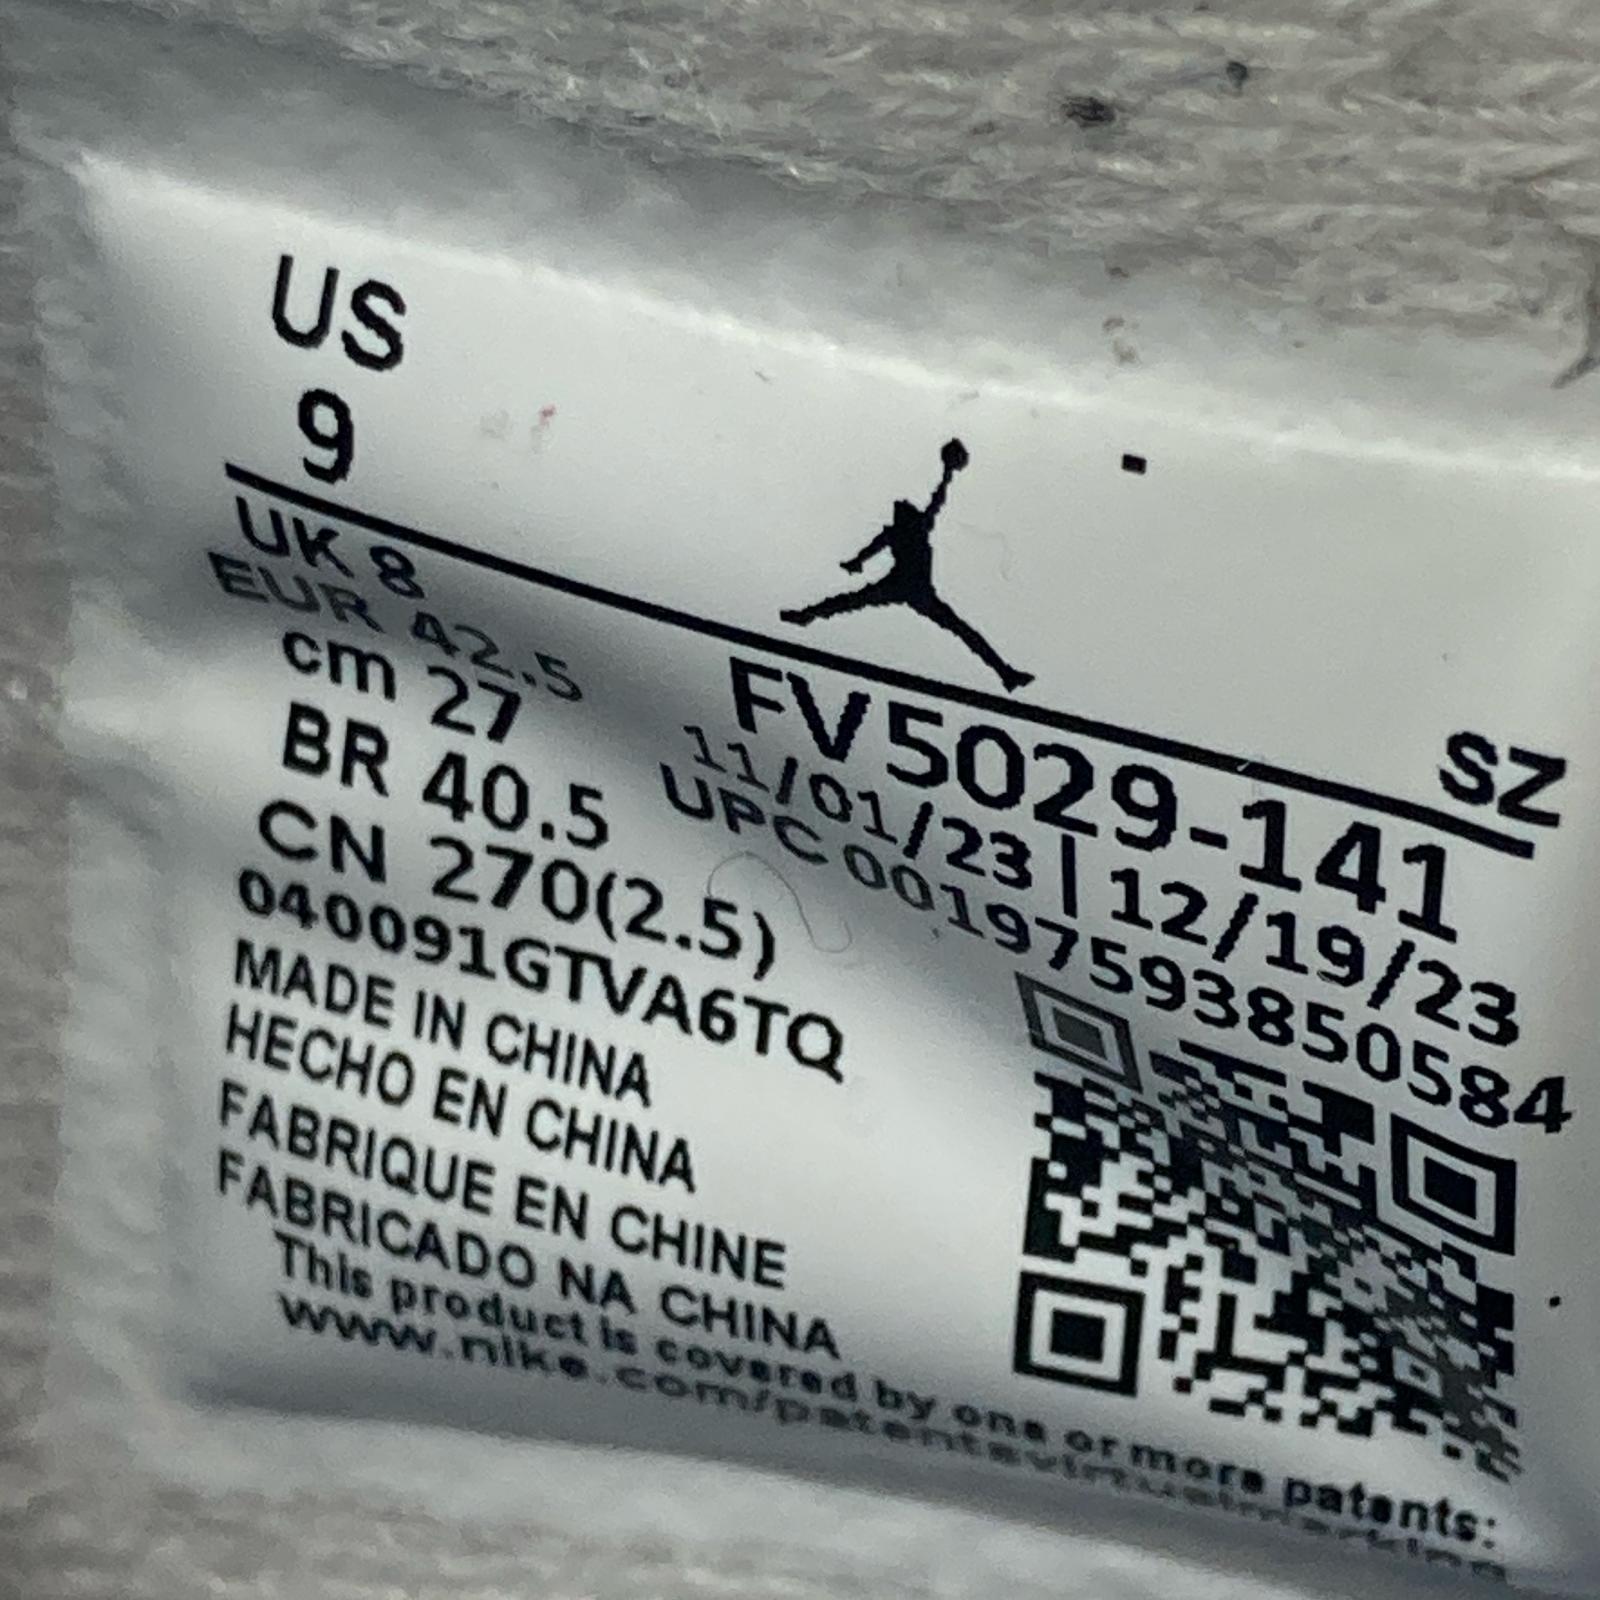 US
9
SZ
UK 8
EUR 42.5
cm 27
BR 40.5
CN 270(2.5)
040091GTVA6TQ
MADE IN CHINA
HECHO EN CHINA
FABRIQUE EN CHINE
FABRICADO NA CHINA
FV5029-141
11/01/23 | 12/19/23
UPC 00197593850584
This product is covered by one or more patents:
www.nike.com/patentsvirtualmarking